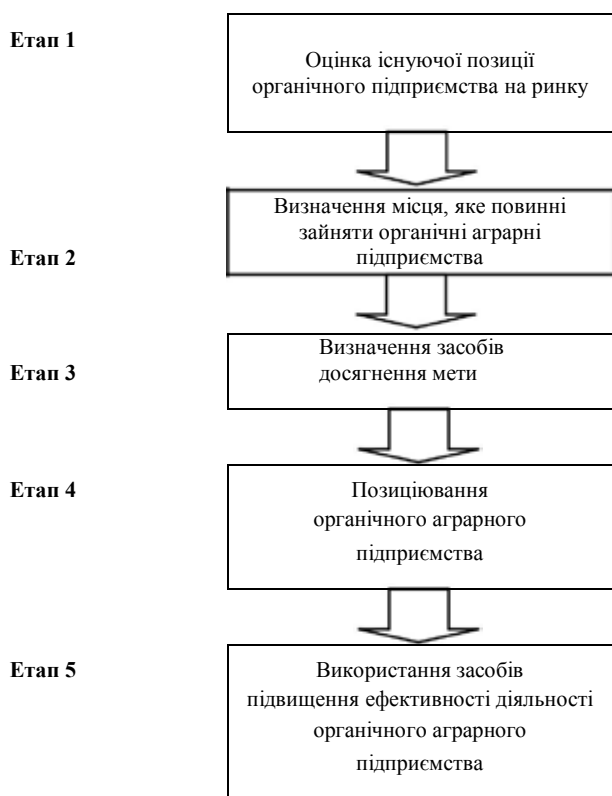 Етап 1
Оцінка існуючої позиції
органічного підприємства на ринку
Визначення місця, яке повинні
зайняти органічні аграрні
Етап 2
підприємства
Визначення засобів
Етап 3
досягнення мети
Етап 4
Позиціювання
органічного аграрного
підприємства
Етап 5
Використання засобів
підвищення ефективності діяльності
органічного аграрного
підприємства